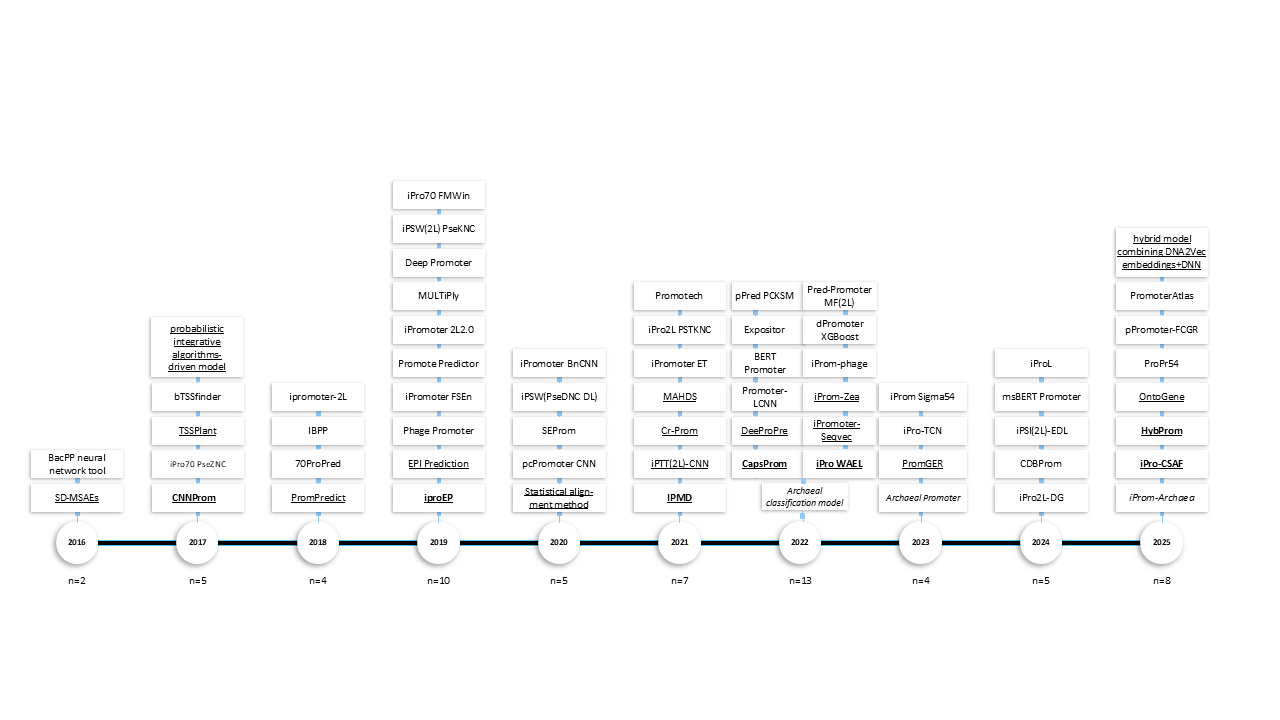 BacPP neural
network tool
SD-MSAEs
2016
n=2
probabilistic
integrative
algorithms-
driven model
bTSSfinder
TSSPlant
iPro70 PseZNC
CNNProm
2017
n=5
ipromoter-2L
IBPP
70ProPred
PromPredict
2018
n=4
iPro70 FMWin
iPSW(2L) PseKNC
Deep Promoter
MULTiPly
iPromoter 2L2.0
Promote Predictor
iPromoter FSEn
Phage Promoter
EPI Prediction
iproEP
2019
n=10
iPromoter BnCNN
iPSW(PseDNC DL)
SEProm
pcPromoter CNN
Statistical align-
ment method
2020
n=5
Promotech
iPro2L PSTKNC
iPromoter ET
MAHDS
Cr-Prom
iPTT(2L)-CNN
IPMD
2021
n=7
pPred PCKSM
Expositor
BERT
Promoter
Promoter-
LCNN
DeeProPre
CapsProm
Pred-Promoter
MF(2L)
dPromoter
XGBoost
iProm-phage
iProm-Zea
iPromoter-
Seqvec
iPro WAEL
Archaeal
classification model
2022
n=13
iProm Sigma54
iPro-TCN
PromGER
Archaeal Promoter
2023
n=4
iProL
msBERT Promoter
iPSI(2L)-EDL
CDBProm
iPro2L-DG
2024
n=5
hybrid model
combining DNA2Vec
embeddings+DNN
PromoterAtlas
pPromoter-FCGR
ProPr54
OntoGene
HybProm
iPro-CSAF
iProm-Archaea
2025
n=8